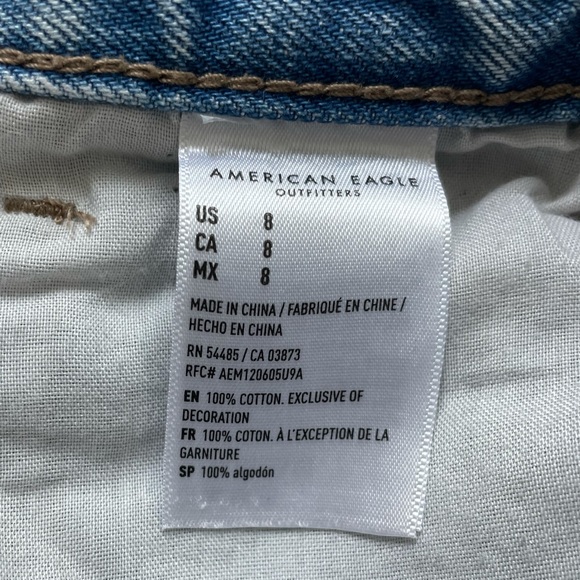 AMERICAN EAGLE
OUTFITTERS
US 8
CA 8
MX 8
MADE IN CHINA / FABRIQUÉ EN CHINE /
HECHO EN CHINA
RN 54485 / CA 03873
RFC# AEM120605U9A
EN 100% COTTON. EXCLUSIVE OF
DECORATION
FR 100% COTON. À L'EXCEPTION DE LA
GARNITURE
SP 100% algodón